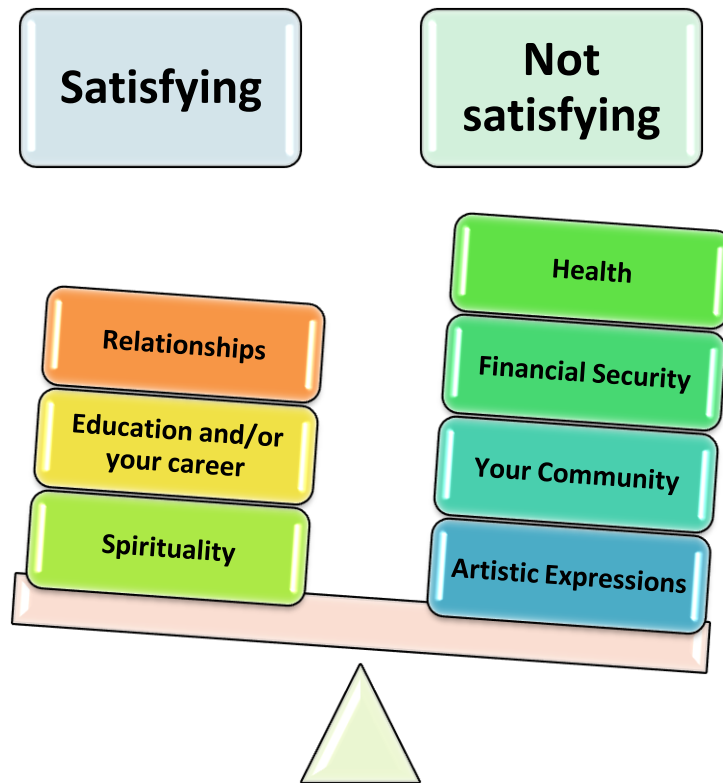 Satisfying
Not
satisfying
Relationships
Education and/or
your career
Spirituality
Health
Financial Security
Your Community
Artistic Expressions